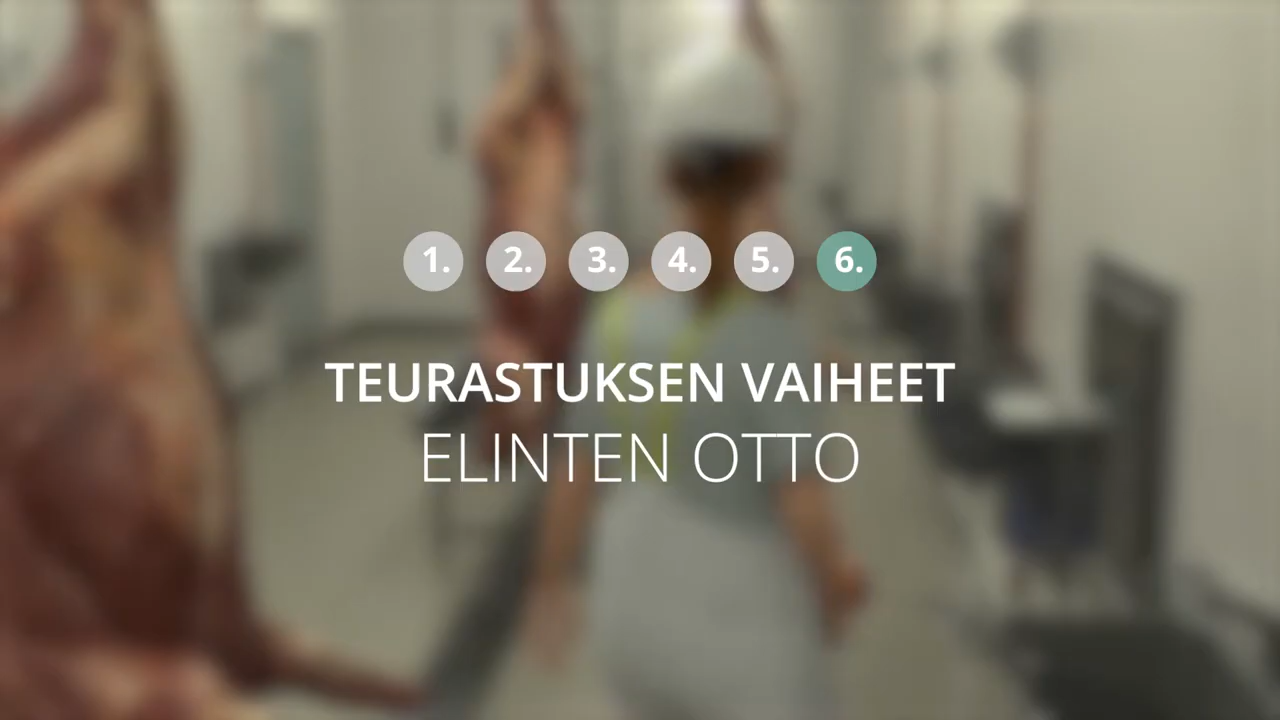 1. 2. 3. 4. 5. 6.
TEURASTUKSEN VAIHEET
ELINTEN OTTO